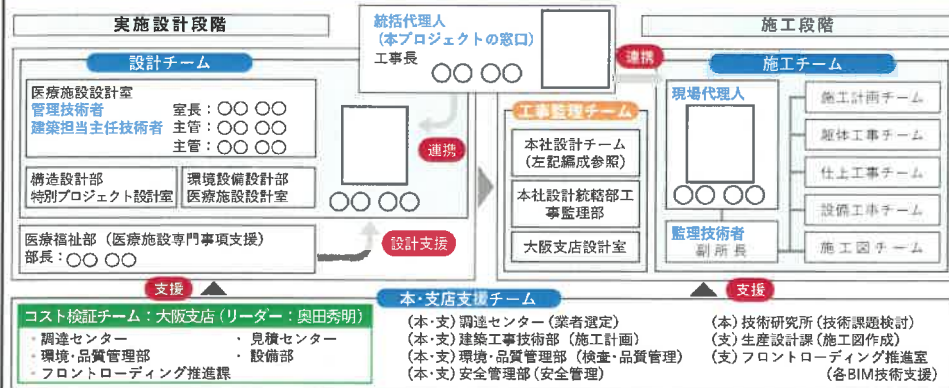 実施設計段階
統括代理人
(本プロジェクトの窓口)
工事長
〇〇 〇〇
施工段階
設計チーム
医療施設設計室
管理技術者 室長：〇〇 〇〇
建築担当主任技術者 主管：〇〇 〇〇
主管：〇〇 〇〇
構造設計部
特別プロジェクト設計室
環境設備設計部
医療施設設計室
〇〇 〇〇
医療福祉部（医療施設専門事項支援）
部長：〇〇 〇〇
連携
設計支援
連携
工事監理チーム
本社設計チーム
(左記編成参照)
本社設計統轄部工
事監理部
大阪支店設計室
施工チーム
現場代理人
〇〇 〇〇
監理技術者
副所長
施工計画チーム
躯体工事チーム
仕上工事チーム
設備工事チーム
施工図チーム
支援
本・支店支援チーム
支援
コスト検証チーム：大阪支店(リーダー：奥田秀明)
・調達センター ・見積センター
・環境・品質管理部 ・設備部
・フロントローディング推進課
(本・支) 調達センター(業者選定)
(本・支) 建築工事技術部（施工計画）
(本・支) 環境・品質管理部（検査・品質管理）
(本・支) 安全管理部(安全管理)
(本) 技術研究所(技術課題検討)
(支) 生産設計課(施工図作成)
(支) フロントローディング推進室
(各BIM技術支援)